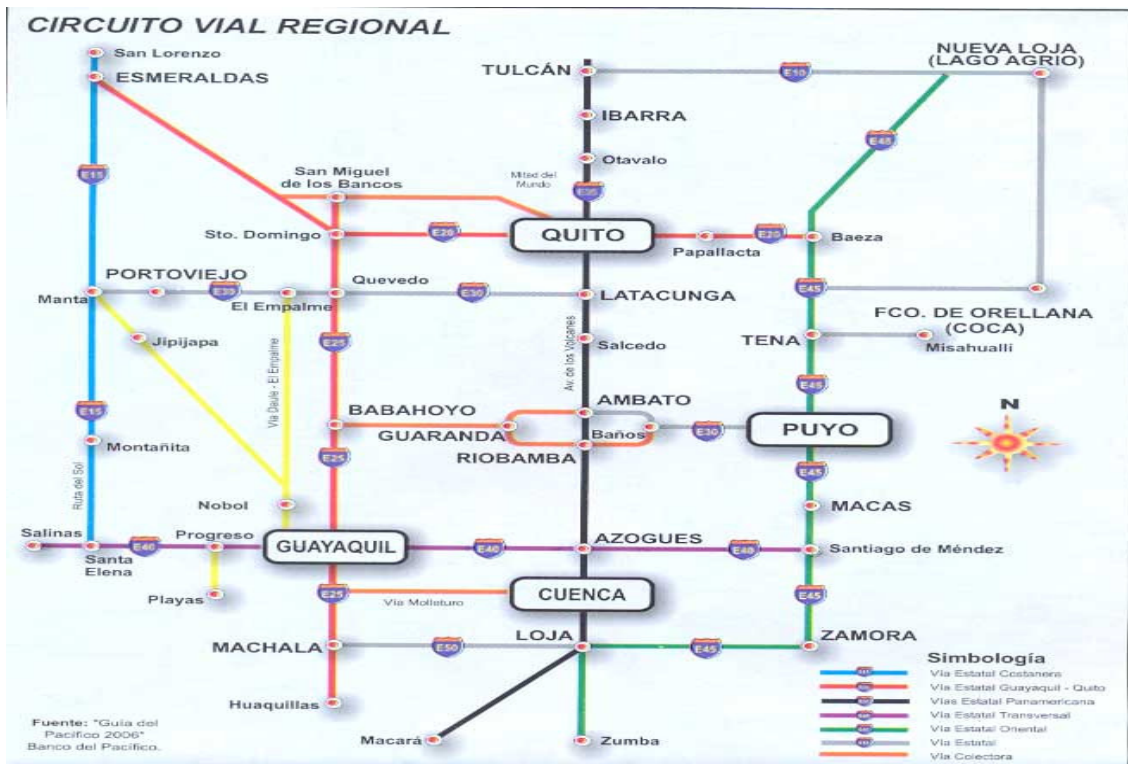 CIRCUITO VIAL REGIONAL
San Lorenzo
ESMERALDAS
TULCÁN
E10
NUEVA LOJA
(LAGO AGRIO)
IBARRA
Otavalo
E45
E15
San Miguel
de los Bancos
Mitad del
Mundo
E35
Sto. Domingo
E20
QUITO
Papallacta
E20
Baeza
PORTOVIEJO
Manta
E30
El Empalme
Quevedo
E30
LATACUNGA
E45
FCO. DE ORELLANA
(COCA)
Jipijapa
Vía Daule - El Empalme
E25
Av. de los Volcanes
Salcedo
TENA
Misahualli
E15
E45
Montañita
Ruta del Sol
BABAHOYO
GUARANDA
AMBATO
Baños
RIOBAMBA
E30
PUYO
N
E25
E45
Nobol
MACAS
Salinas
Santa
Elena
E40
Progreso
GUAYAQUIL
E40
AZOGUES
E40
Santiago de Méndez
Playas
E25
Vía Molleturo
CUENCA
E45
MACHALA
E50
LOJA
E45
ZAMORA
Huaquillas
Macará
Zumba
Simbología
Vía Estatal Costanera
Vía Estatal Guayaquil - Quito
Vías Estatal Panamericana
Vía Estatal Transversal
Vía Estatal Oriental
Vía Estatal
Vía Colectora
Fuente: "Guía del
Pacífico 2006"
Banco del Pacífico.